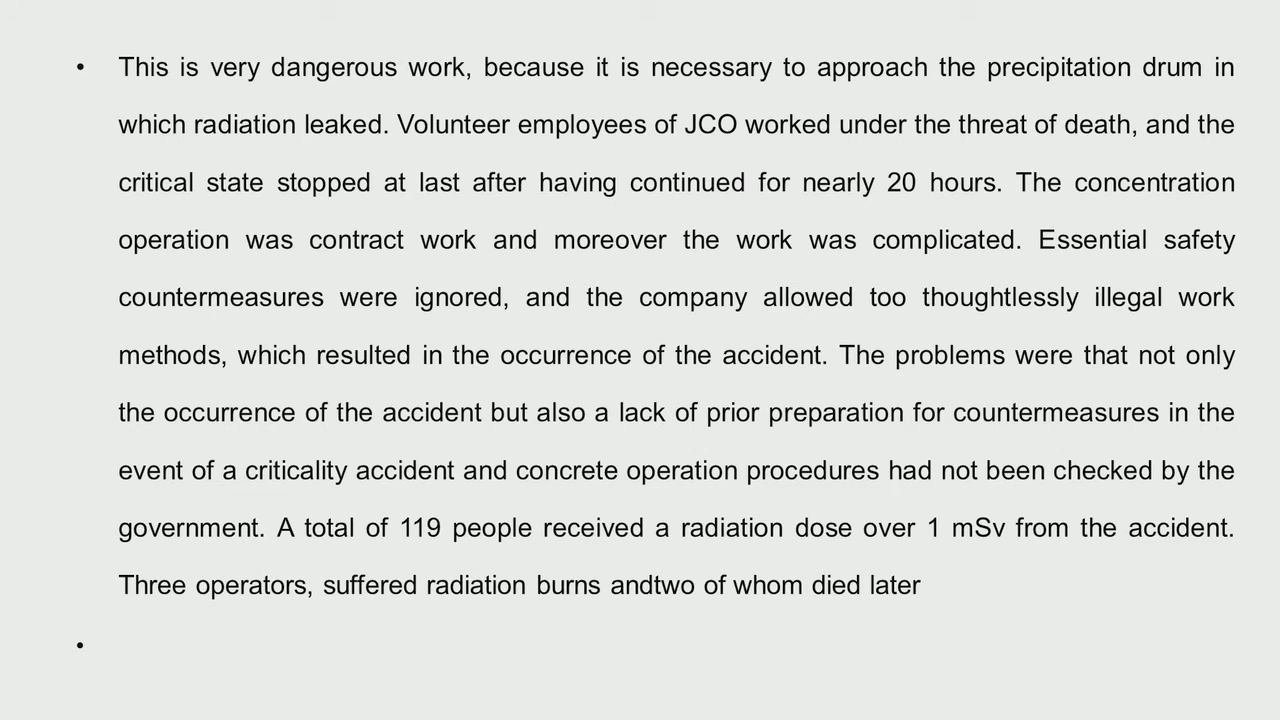 • This is very dangerous work, because it is necessary to approach the precipitation drum in
which radiation leaked. Volunteer employees of JCO worked under the threat of death, and the
critical state stopped at last after having continued for nearly 20 hours. The concentration
operation was contract work and moreover the work was complicated. Essential safety
countermeasures were ignored, and the company allowed too thoughtlessly illegal work
methods, which resulted in the occurrence of the accident. The problems were that not only
the occurrence of the accident but also a lack of prior preparation for countermeasures in the
event of a criticality accident and concrete operation procedures had not been checked by the
government. A total of 119 people received a radiation dose over 1 mSv from the accident.
Three operators, suffered radiation burns andtwo of whom died later
•